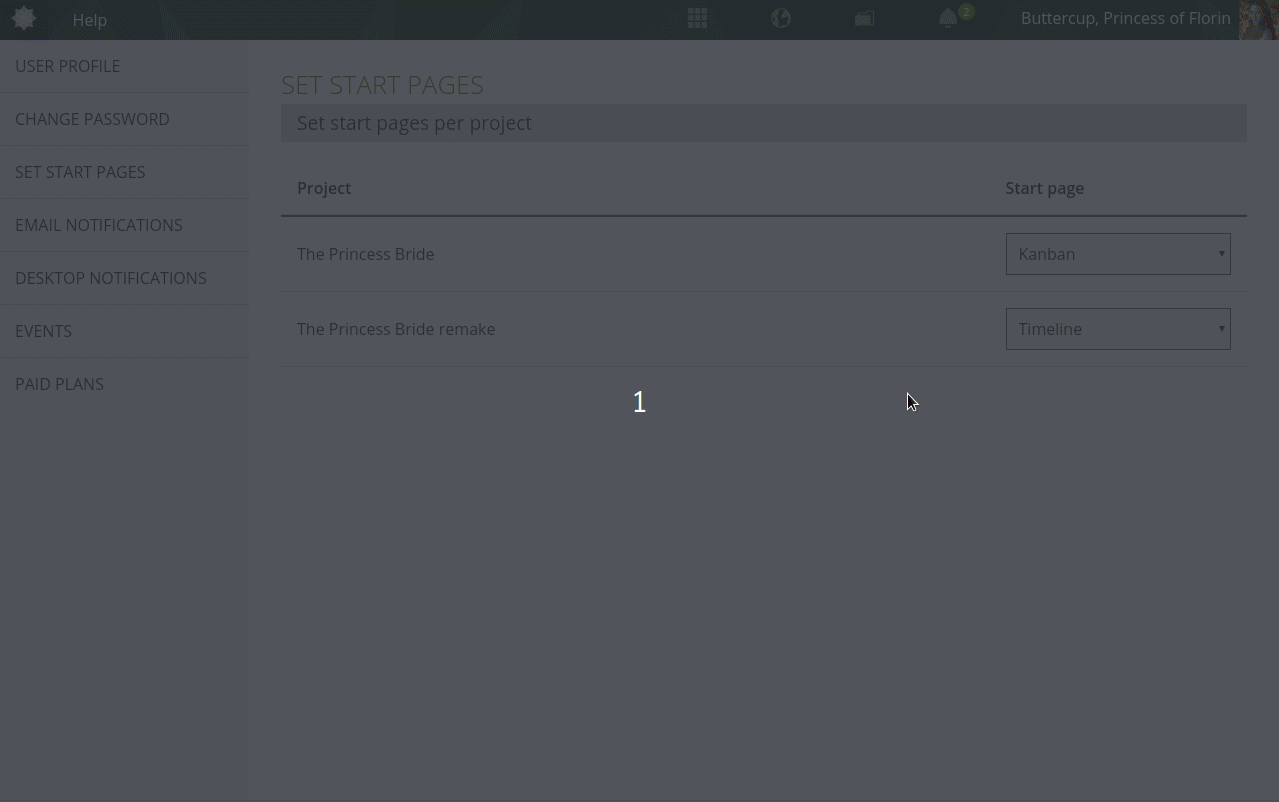 Help
2
Buttercup, Princess of Florin
USER PROFILE
CHANGE PASSWORD
SET START PAGES
EMAIL NOTIFICATIONS
DESKTOP NOTIFICATIONS
EVENTS
PAID PLANS
SET START PAGES
Set start pages per project
Project Start page
The Princess Bride Kanban
The Princess Bride remake Timeline
1